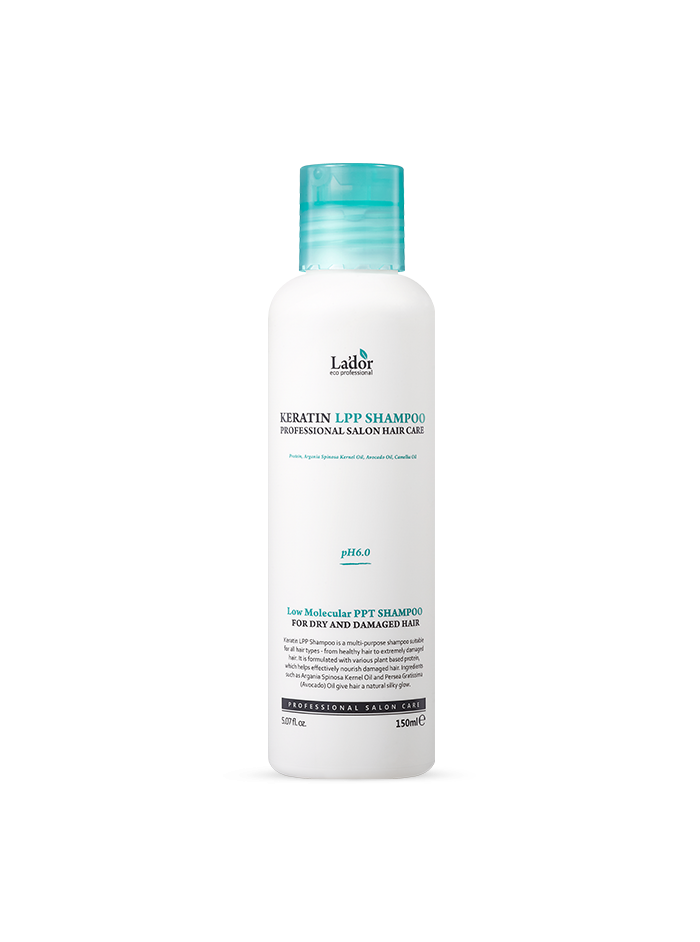 La'dor
eco professional
KERATIN LPP SHAMPOO
PROFESSIONAL SALON HAIR CARE
Protein, Argania Spinosa Kernel Oil, Avocado Oil, Camellia Oil
pH6.0
Low Molecular PPT SHAMPOO
FOR DRY AND DAMAGED HAIR
Keratin LPP Shampoo is a multi-purpose shampoo suitable
for all hair types - from healthy hair to extremely damaged
hair. It is formulated with various plant based protein,
which helps effectively nourish damaged hair. Ingredients
such as Argania Spinosa Kernel Oil and Persea Gratissima
(Avocado) Oil give hair a natural silky glow.
PROFESSIONAL SALON CARE
5.07 fl. oz. 150ml ℮